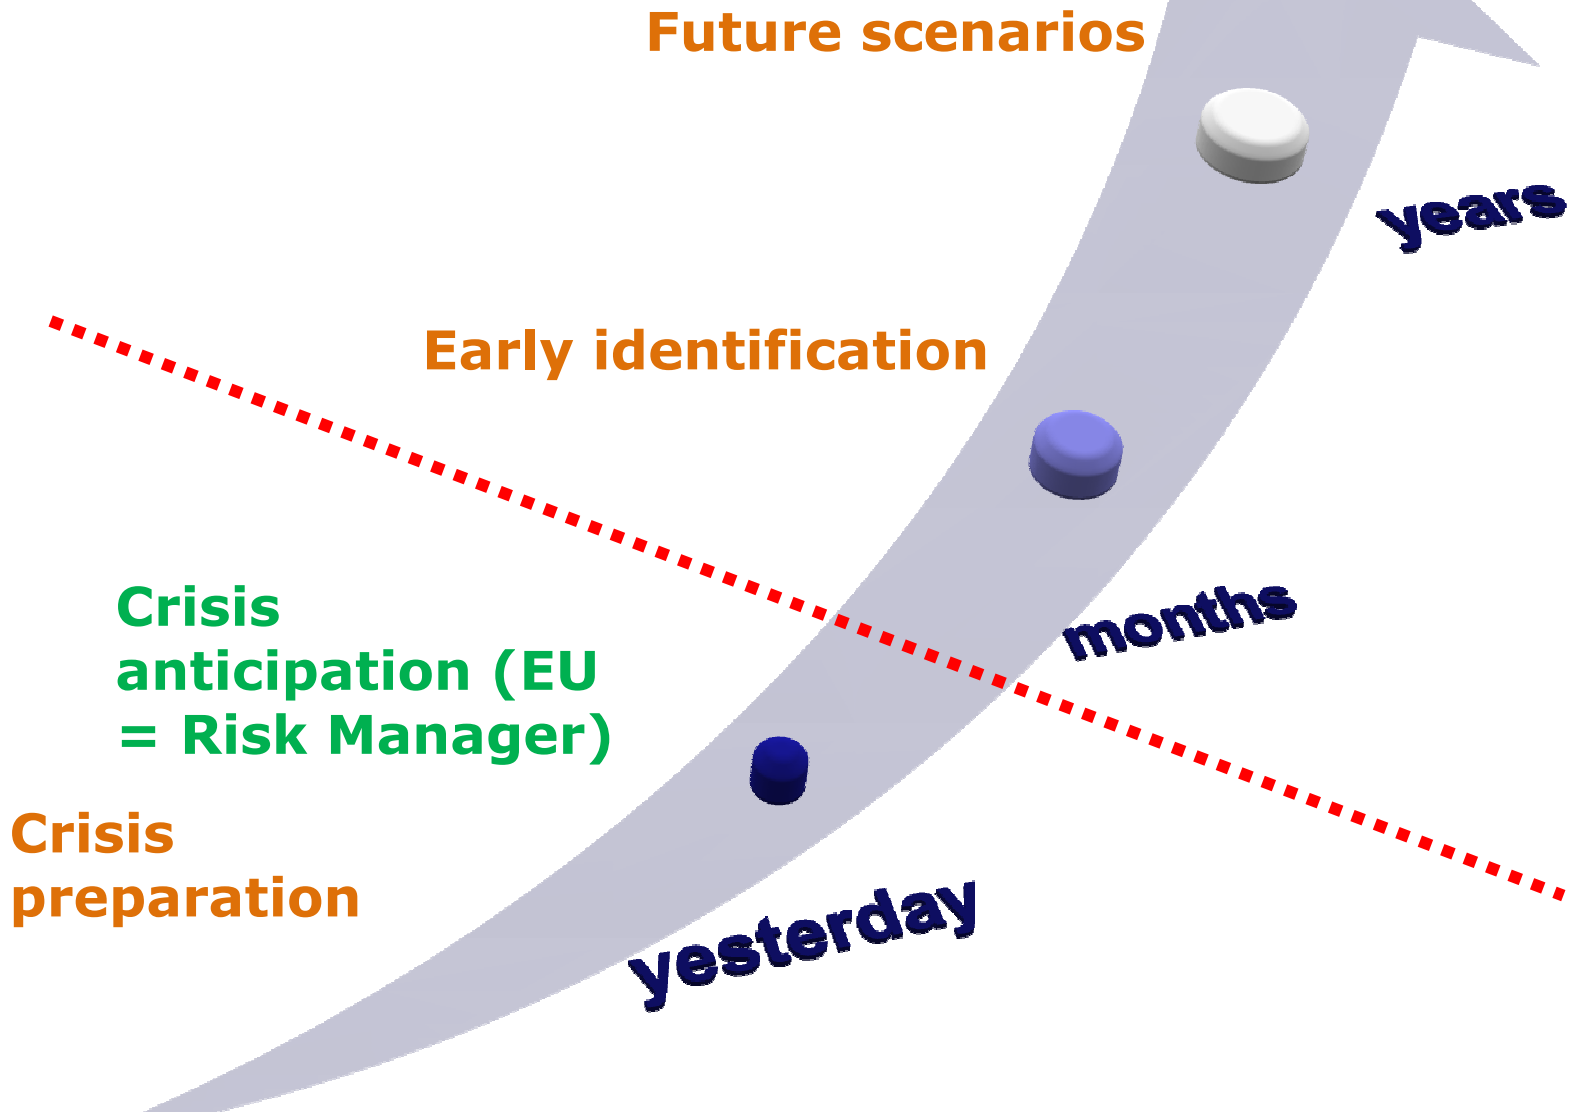 Future scenarios
years
Early identification
months
Crisis
anticipation (EU
= Risk Manager)
Crisis
preparation
yesterday